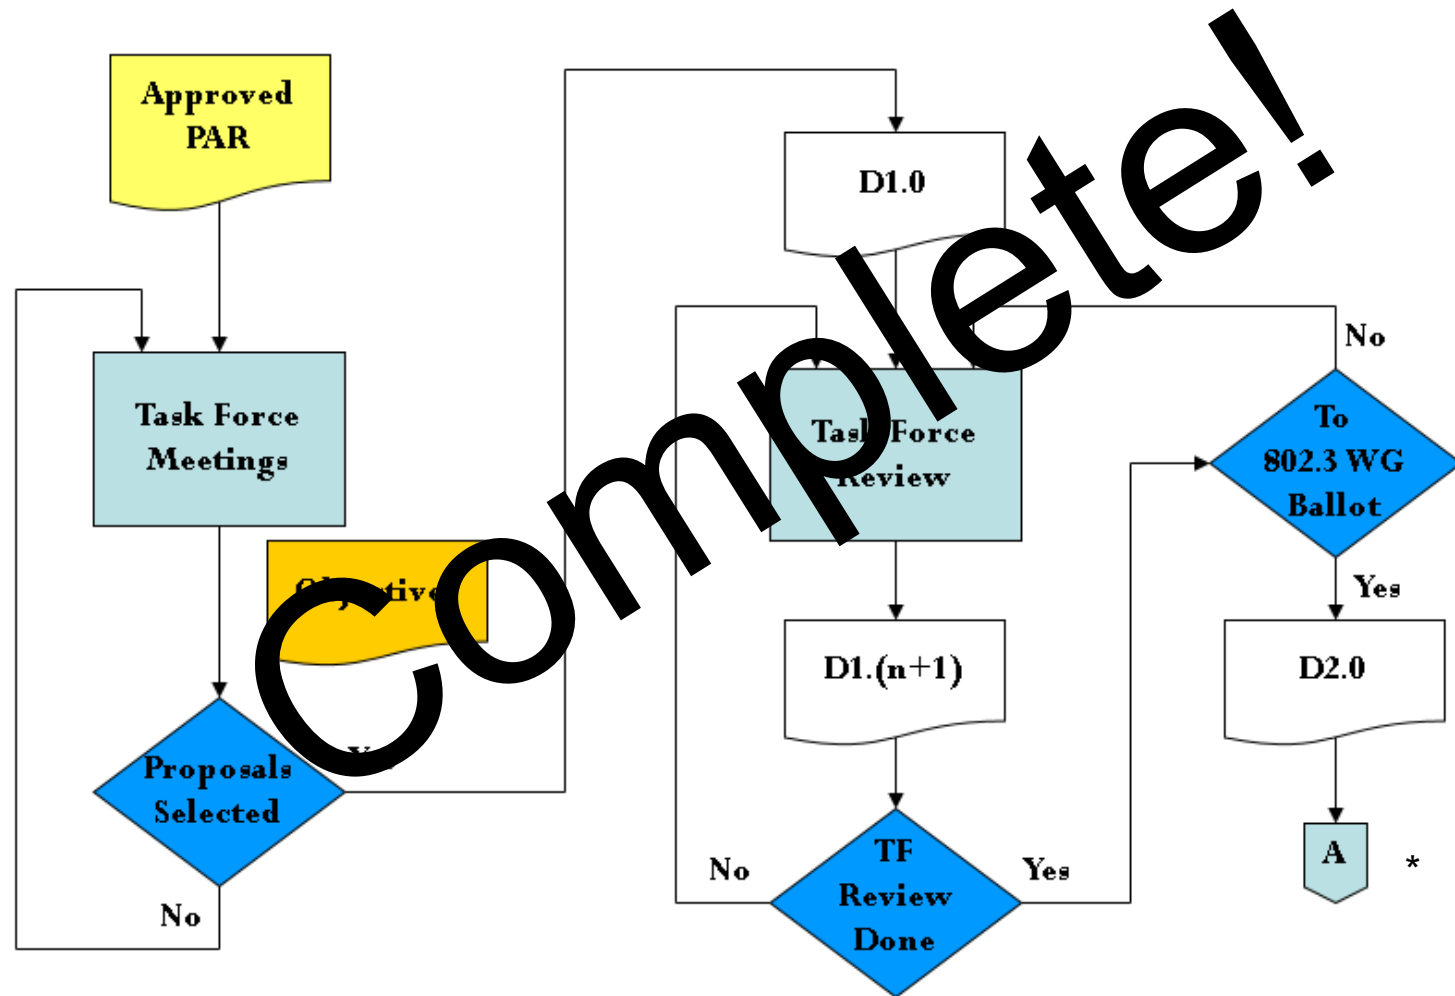 Approved
PAR
Task Force
Meetings
Proposals
Selected
No
D1.0
Task Force
Review
D1.(n+1)
TF
Review
Done
No
Yes
To
802.3 WG
Ballot
No
Yes
D2.0
A
*
Complete!